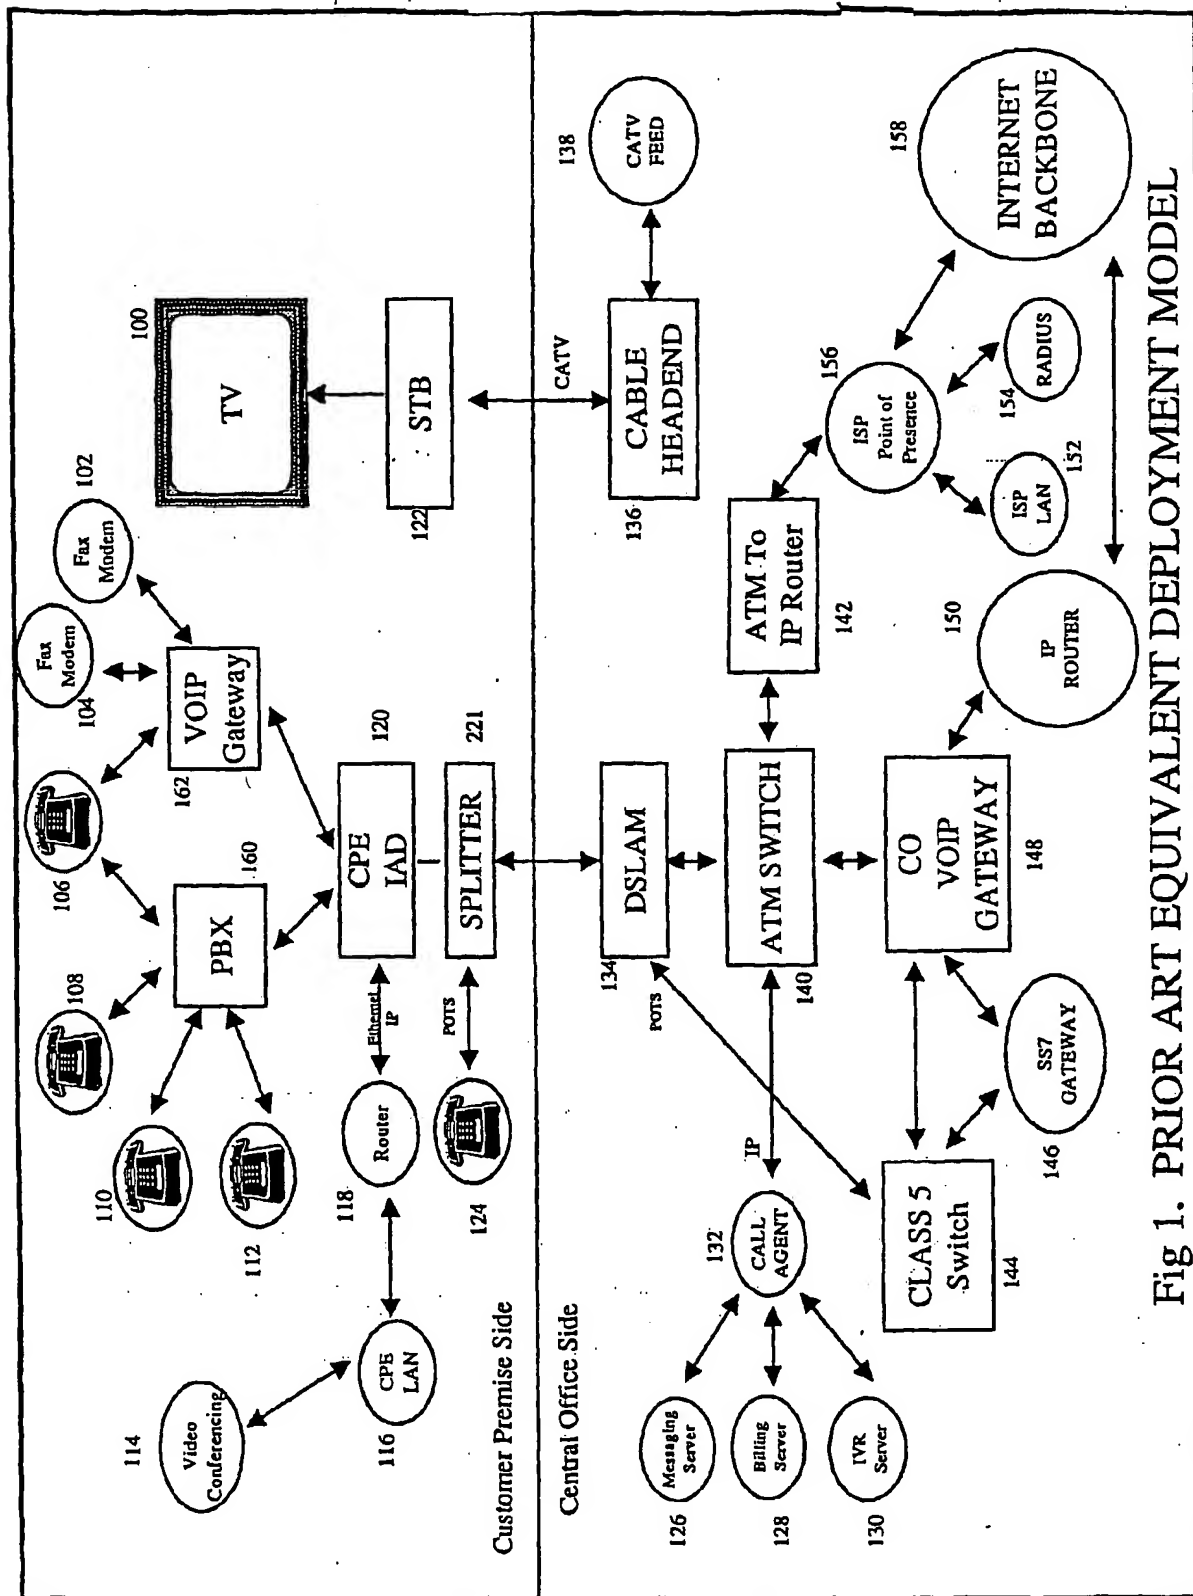 114
Video
Conferencing
110
112
108
106
104
Fax
Modem
102
Fax
Modem
100
TV
PBX
160
162
VOIP
Gateway
116
CPE
LAN
118
Router
Ethernet
IP
CPE
IAD
120
122
STB
124
POTS
SPLITTER
221
Customer Premise Side
Central Office Side
CATV
138
CATV
FEED
136
CABLE
HEADEND
134
DSLAM
POTS
126
Messaging
Server
128
Billing
Server
130
IVR
Server
132
CALL
AGENT
IP
140
ATM SWITCH
ATM To
IP Router
142
156
ISP
Point of
Presence
158
INTERNET
BACKBONE
154
RADIUS
ISP
LAN
152
CLASS 5
Switch
144
146
SS7
GATEWAY
CO
VOIP
GATEWAY
148
150
IP
ROUTER
Fig 1. PRIOR ART EQUIVALENT DEPLOYMENT MODEL